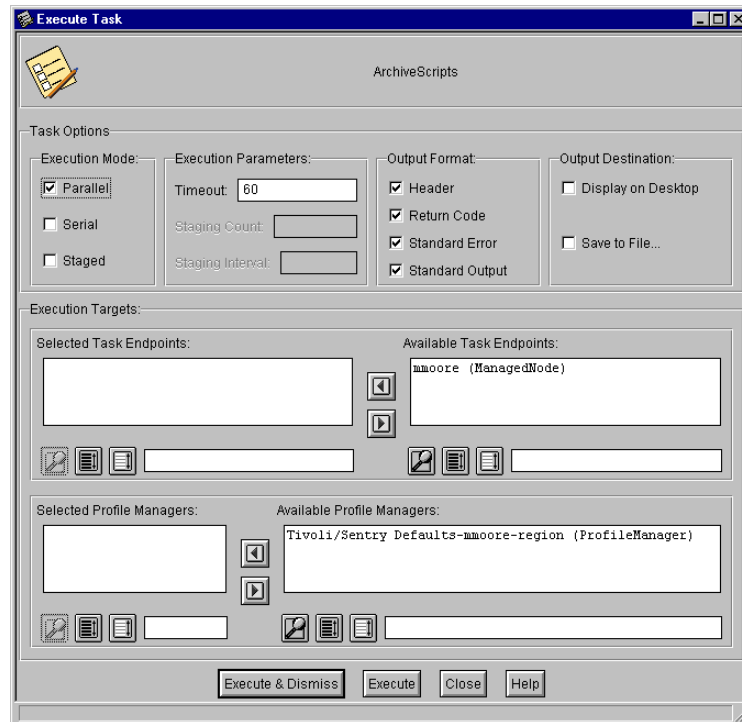 Execute Task
ArchiveScripts
Task Options
Execution Mode:
Parallel
Serial
Staged
Execution Parameters:
Timeout: 60
Staging Count:
Staging Interval:
Output Format:
Header
Return Code
Standard Error
Standard Output
Output Destination:
Display on Desktop
Save to File...
Execution Targets:
Selected Task Endpoints:
Available Task Endpoints:
mmoore (ManagedNode)
Selected Profile Managers:
Available Profile Managers:
Tivoli/Sentry Defaults-mmoore-region (ProfileManager)
Execute & Dismiss
Execute
Close
Help